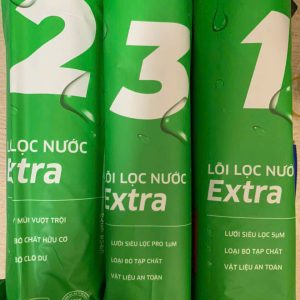 2
LÕI LỌC NƯỚC
Extra
MÙI VƯỢT TRỘI
BỎ CHẤT HỮU CƠ
BỎ CLO DƯ
3
LÕI LỌC NƯỚC
Extra
LƯỚI SIÊU LỌC PRO 1µM
LOẠI BỎ TẠP CHẤT
VẬT LIỆU AN TOÀN
1
LÕI LỌC NƯỚC
Extra
LƯỚI SIÊU LỌC 5µM
LOẠI BỎ TẠP CHẤT
VẬT LIỆU AN TOÀN